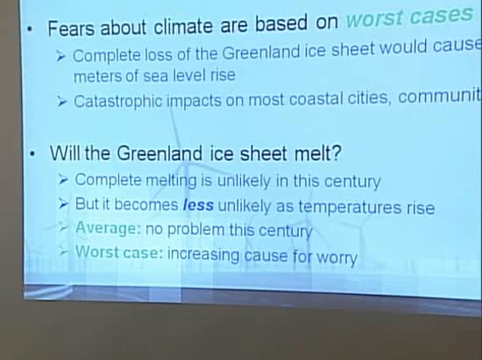 • Fears about climate are based on worst cases
➢ Complete loss of the Greenland ice sheet would cause
meters of sea level rise
➢ Catastrophic impacts on most coastal cities, communit
• Will the Greenland ice sheet melt?
➢ Complete melting is unlikely in this century
➢ But it becomes less unlikely as temperatures rise
➢ Average: no problem this century
➢ Worst case: increasing cause for worry